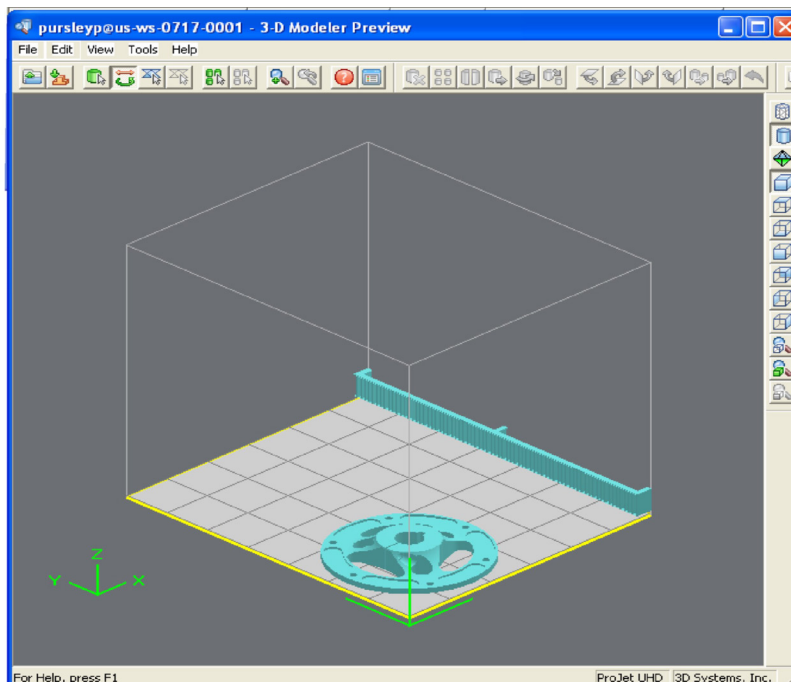 pursleyp@us-ws-0717-0001 - 3-D Modeler Preview
File Edit View Tools Help
Z
Y X
For Help, press F1 ProJet UHD 3D Systems, Inc.